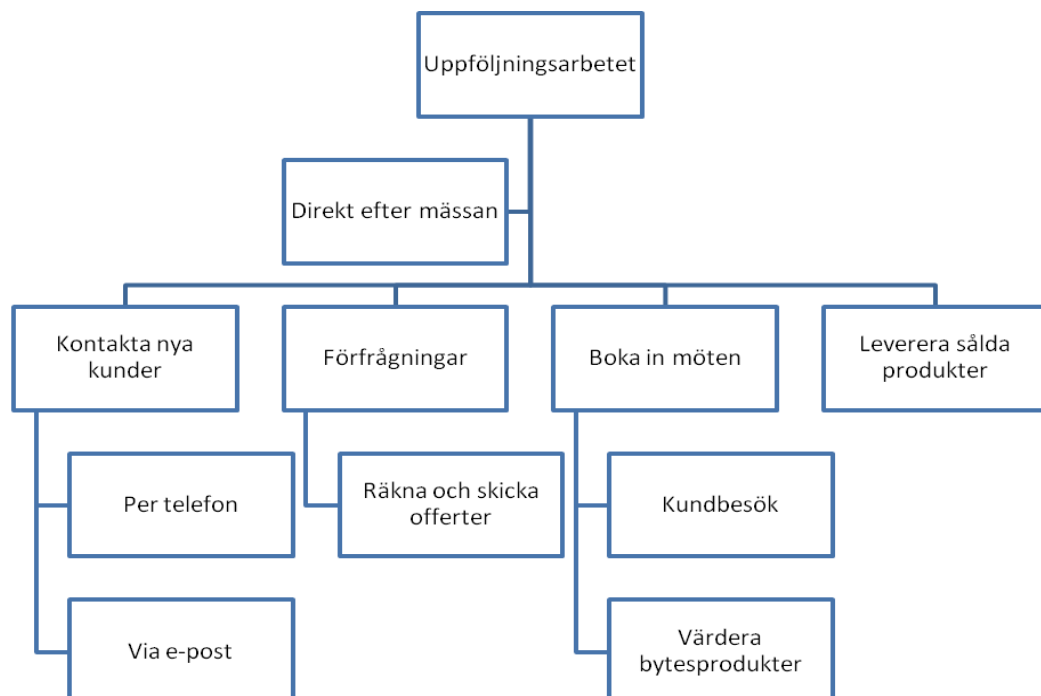 Uppföljningsarbetet
Direkt efter mässan
Kontakta nya
kunder
Förfrågningar
Boka in möten
Leverera sålda
produkter
Per telefon
Räkna och skicka
offerter
Kundbesök
Via e-post
Värdera
bytesprodukter